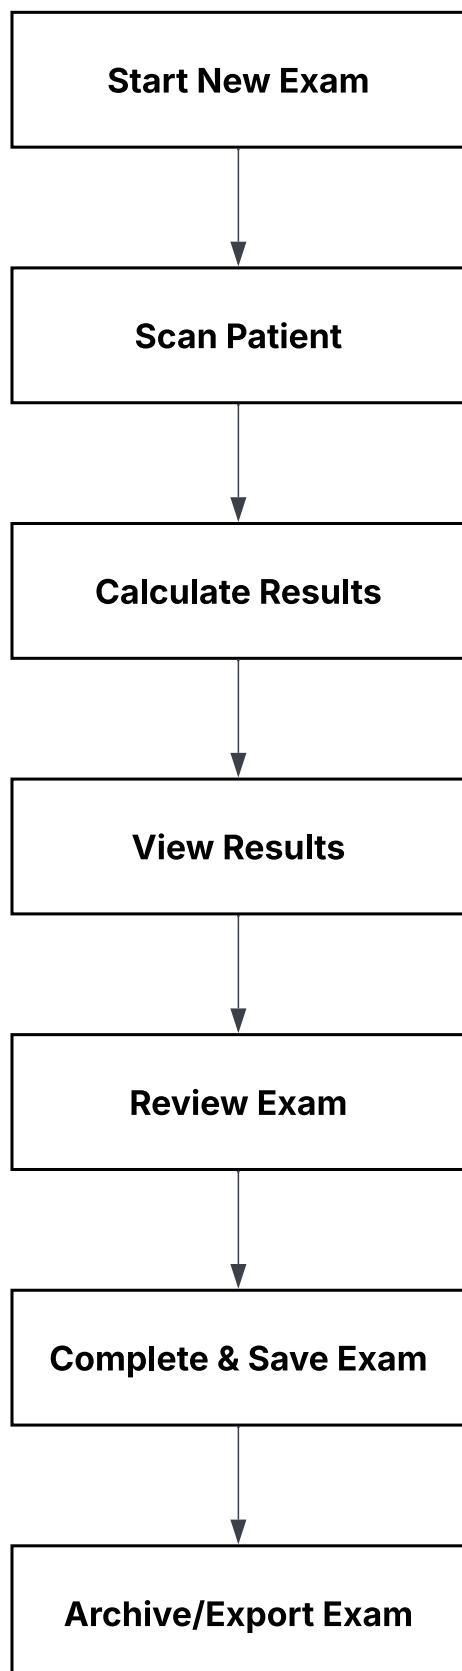 Start New Exam
Scan Patient
Calculate Results
View Results
Review Exam
Complete & Save Exam
Archive/Export Exam